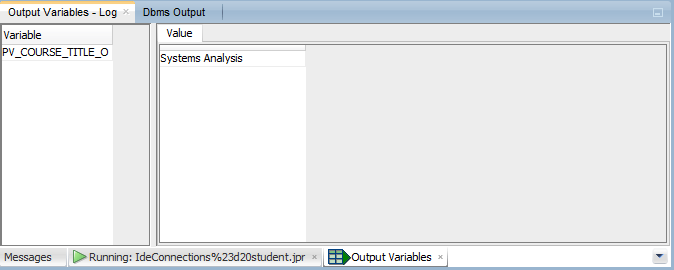 Output Variables - Log × Dbms Output
Variable
Value
PV_COURSE_TITLE_O
Systems Analysis
Messages Running: IdeConnections%23d20student.jpr × Output Variables ×